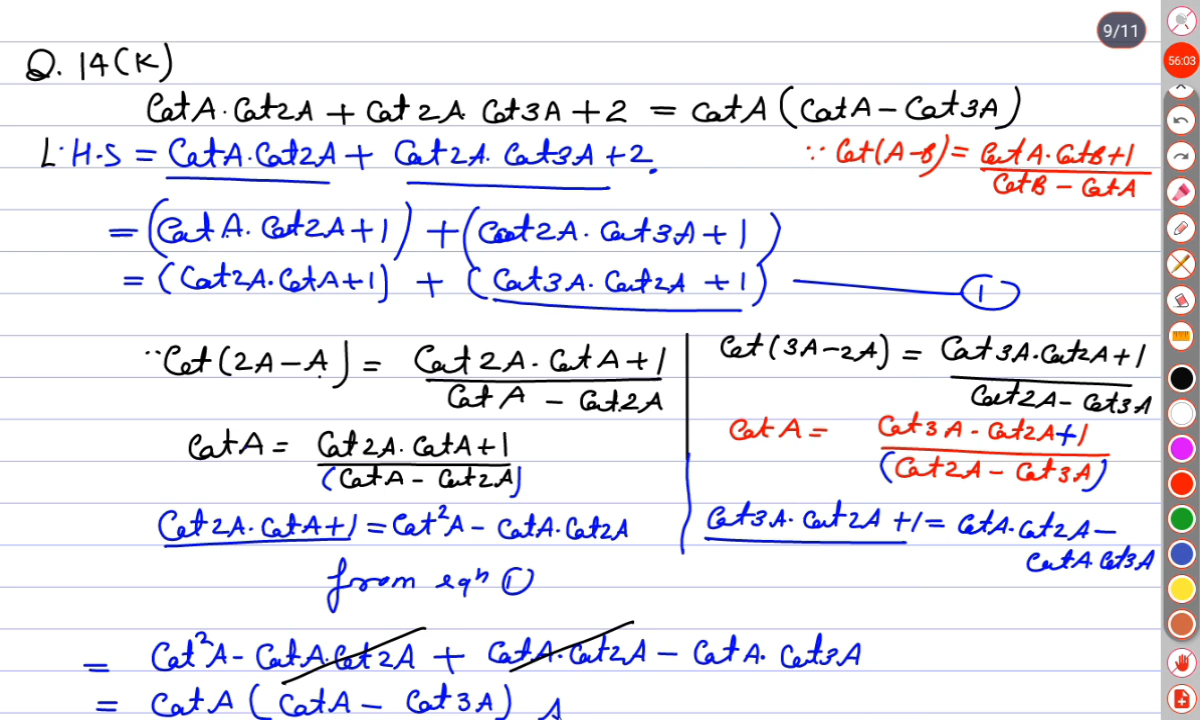 9/11
56:03
Q. 14(K)
CotA.Cot2A + Cot2A Cot3A + 2 = CotA(CotA - Cot3A)
L.H.S = CotA.Cot2A + Cot2A.Cot3A + 2. ∵ Cot(A-B) = CotA.CotB+1 / CotB - CotA
= (CotA.Cot2A+1) + (Cot2A.Cot3A+1)
= (Cot2A.CotA+1) + (Cot3A.Cot2A+1) ①
∵ Cot(2A-A) = Cot2A.CotA+1 / CotA - Cot2A
CotA = Cot2A.CotA+1 / (CotA - Cot2A)
Cot2A.CotA+1 = Cot²A - CotA.Cot2A
Cot(3A-2A) = Cot3A.Cot2A+1 / Cot2A - Cot3A
CotA = Cot3A.Cot2A+1 / (Cot2A - Cot3A)
Cot3A.Cot2A+1 = CotA.Cot2A -
CotA Cot3A
from eqn ①
= Cot²A - CotA.Cot2A + CotA.Cot2A - CotA.Cot3A
= CotA(CotA - Cot3A)